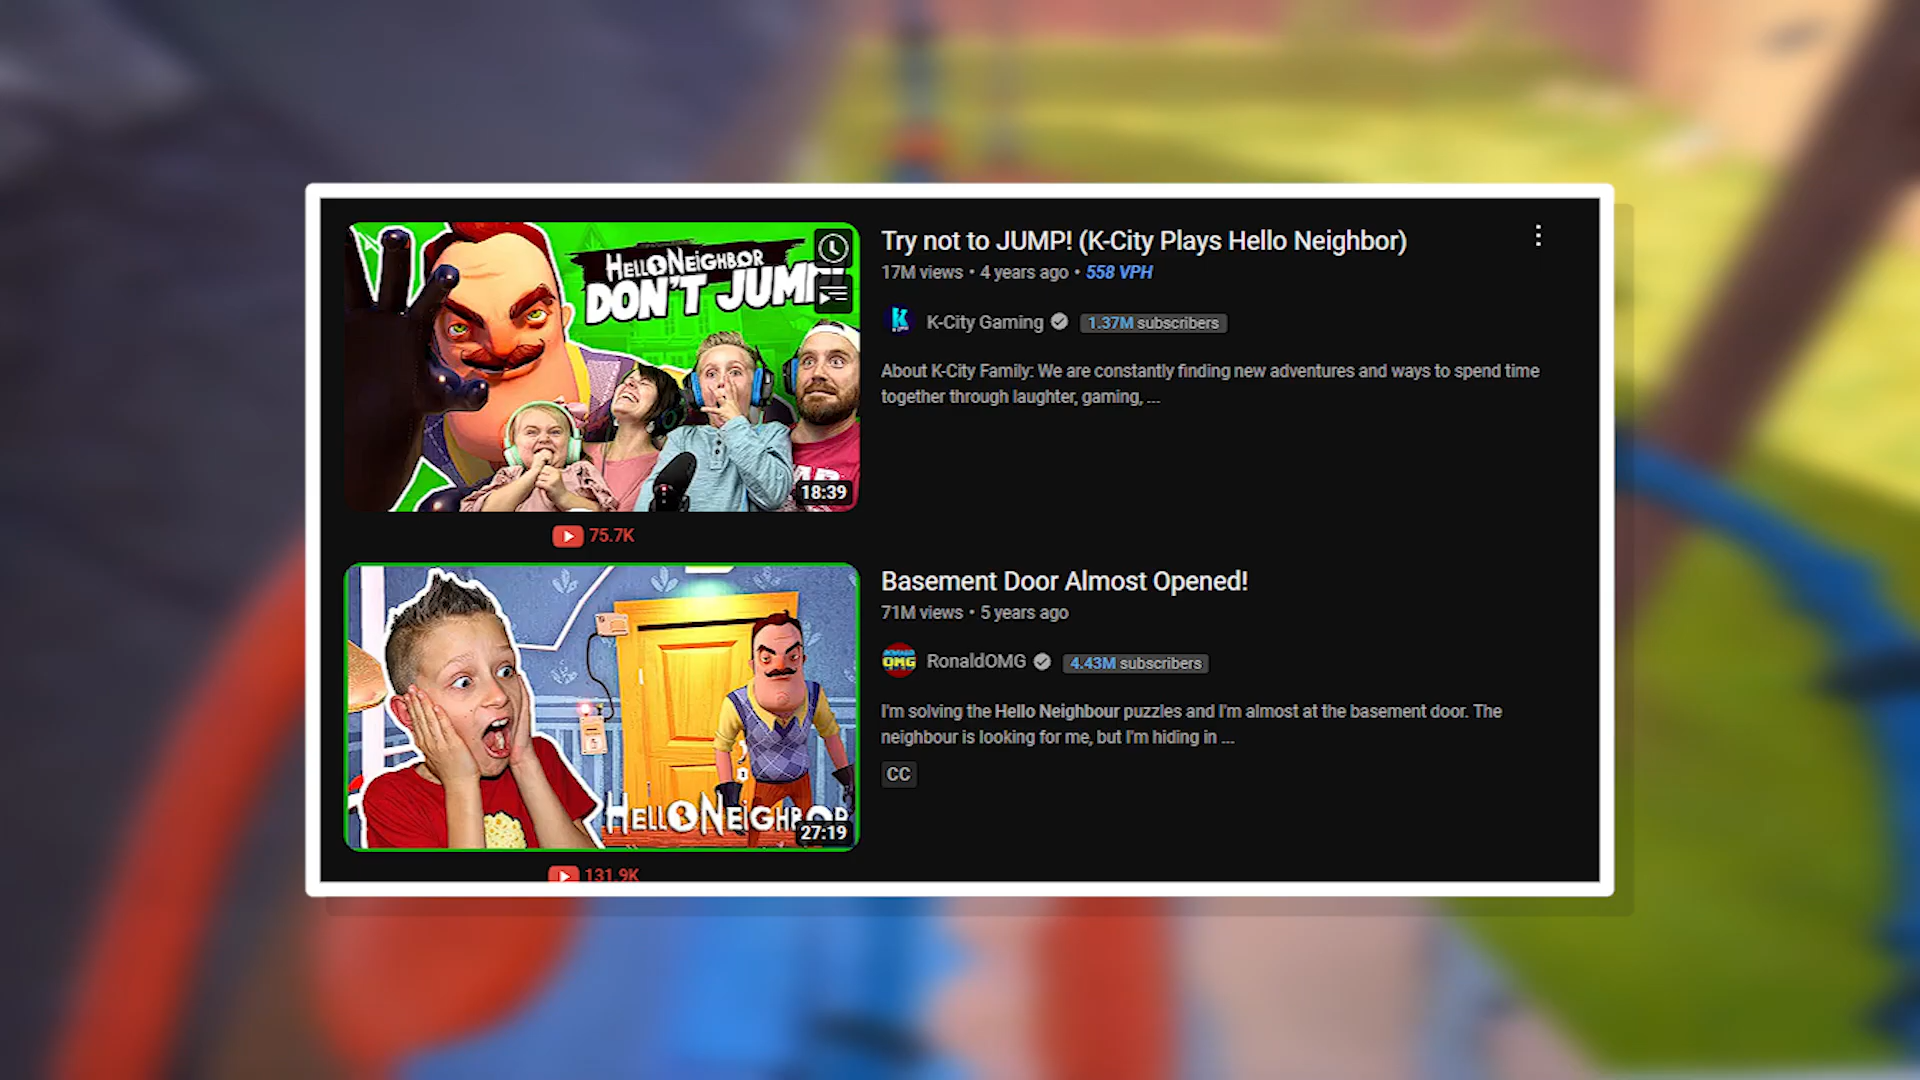 HELLO NEIGHBOR
DON'T JUMP!
18:39
75.7K
Try not to JUMP! (K-City Plays Hello Neighbor)
17M views • 4 years ago • 558 VPH
K-City Gaming
1.37M subscribers
About K-City Family: We are constantly finding new adventures and ways to spend time
together through laughter, gaming, ...
HELLO NEIGHBOR
27:19
131.9K
Basement Door Almost Opened!
71M views • 5 years ago
OMG
RonaldOMG
4.43M subscribers
I'm solving the Hello Neighbour puzzles and I'm almost at the basement door. The
neighbour is looking for me, but I'm hiding in ...
CC